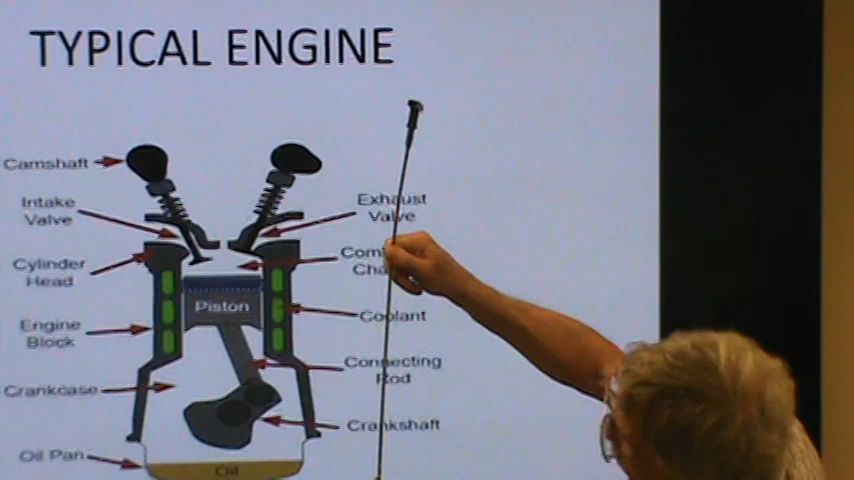 TYPICAL ENGINE
Camshaft
Intake
Valve
Exhaust
Valve
Cylinder
Head
Engine
Block
Piston
Coolant
Connecting
Rod
Crankcase
Crankshaft
Oil Pan
Oil